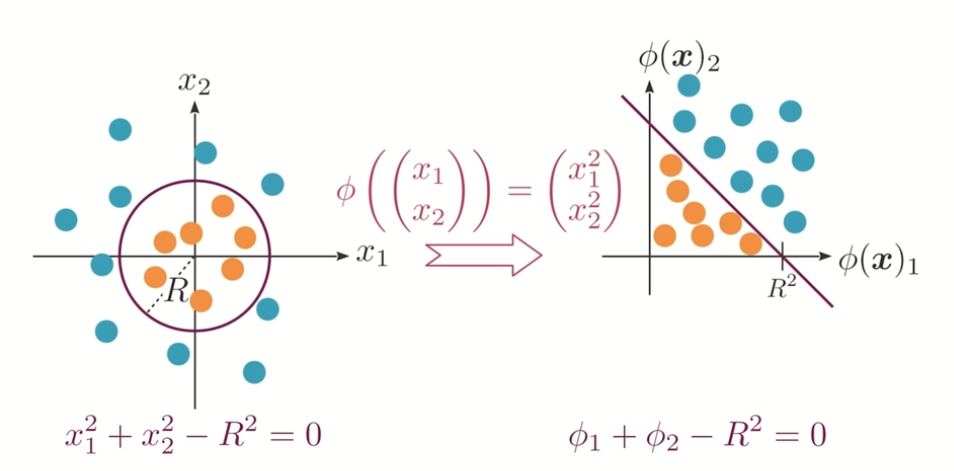 x₂
x₁
R
x₁² + x₂² − R² = 0
ϕ((x₁ x₂)) = (x₁² x₂²)
ϕ(x)₂
ϕ(x)₁
R²
ϕ₁ + ϕ₂ − R² = 0